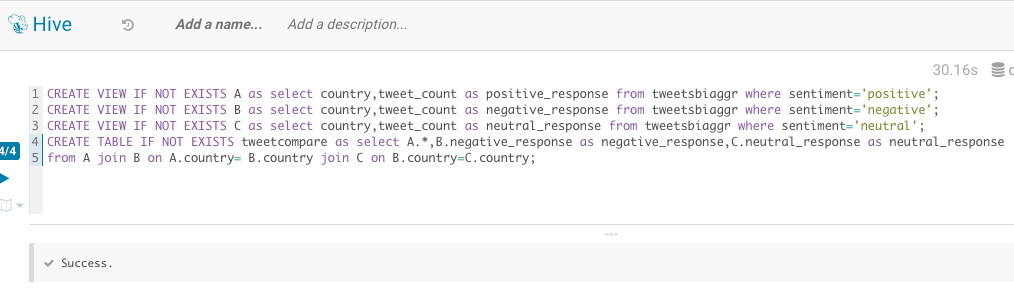 Hive
Add a name... Add a description...
30.16s
1 CREATE VIEW IF NOT EXISTS A as select country,tweet_count as positive_response from tweetsbiaggr where sentiment='positive';
2 CREATE VIEW IF NOT EXISTS B as select country,tweet_count as negative_response from tweetsbiaggr where sentiment='negative';
3 CREATE VIEW IF NOT EXISTS C as select country,tweet_count as neutral_response from tweetsbiaggr where sentiment='neutral';
4/4
4 CREATE TABLE IF NOT EXISTS tweetcompare as select A.*,B.negative_response as negative_response,C.neutral_response as neutral_response
5 from A join B on A.country= B.country join C on B.country=C.country;
Success.